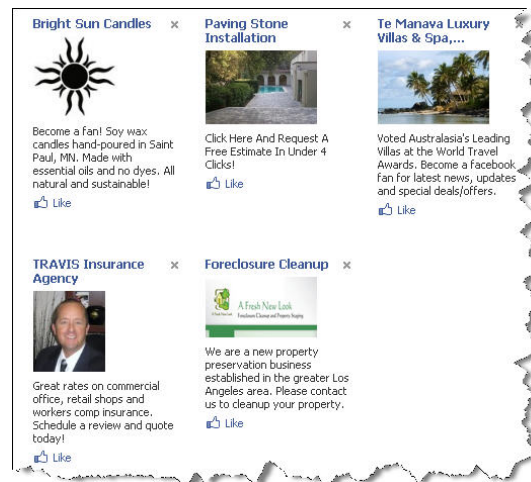 Bright Sun Candles
Become a fan! Soy wax
candles hand-poured in Saint
Paul, MN. Made with
essential oils and no dyes. All
natural and sustainable!
Like
Paving Stone
Installation
Click Here And Request A
Free Estimate In Under 4
Clicks!
Like
Te Manava Luxury
Villas & Spa,...
Voted Australasia's Leading
Villas at the World Travel
Awards. Become a facebook
fan for latest news, updates
and special deals/offers.
Like
TRAVIS Insurance
Agency
Great rates on commercial
office, retail shops and
workers comp insurance.
Schedule a review and quote
today!
Like
Foreclosure Cleanup
A Fresh New Look
Foreclosure Cleanup and Property Staging
We are a new property
preservation business
established in the greater Los
Angeles area. Please contact
us to cleanup your property.
Like